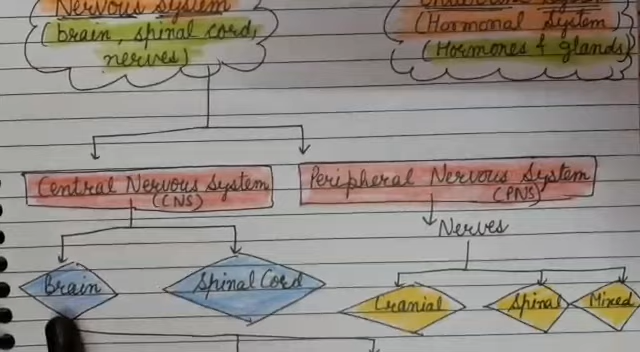 Nervous System
(brain, spinal cord,
nerves)
System
(Hormonal System)
(Hormones & glands)
Central Nervous System
(CNS)
Peripheral Nervous System
(PNS)
Nerves
Brain
Spinal Cord
Cranial
Spinal
Mixed